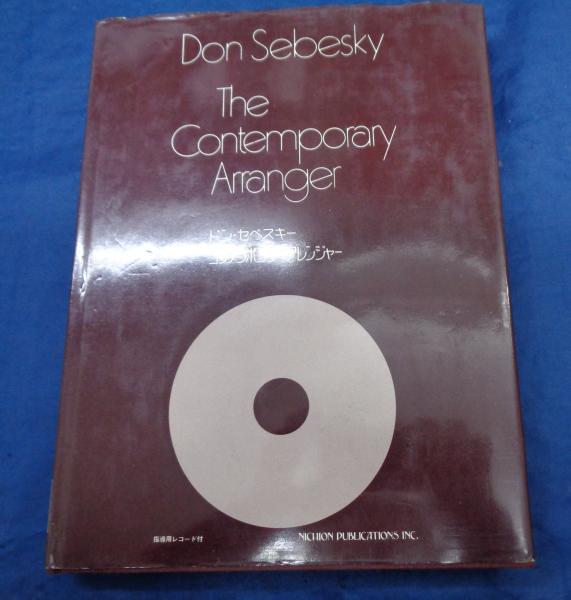 Don Sebesky
The
Contemporary
Arranger
ドン・セベスキー
コンテンポラリー・アレンジャー
指導用レコード付
NICHION PUBLICATIONS INC.